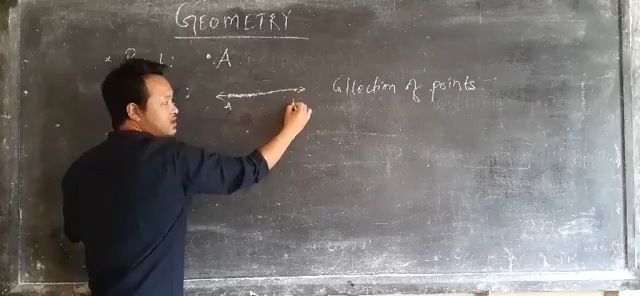 GEOMETRY
• A
: Collection of points
A